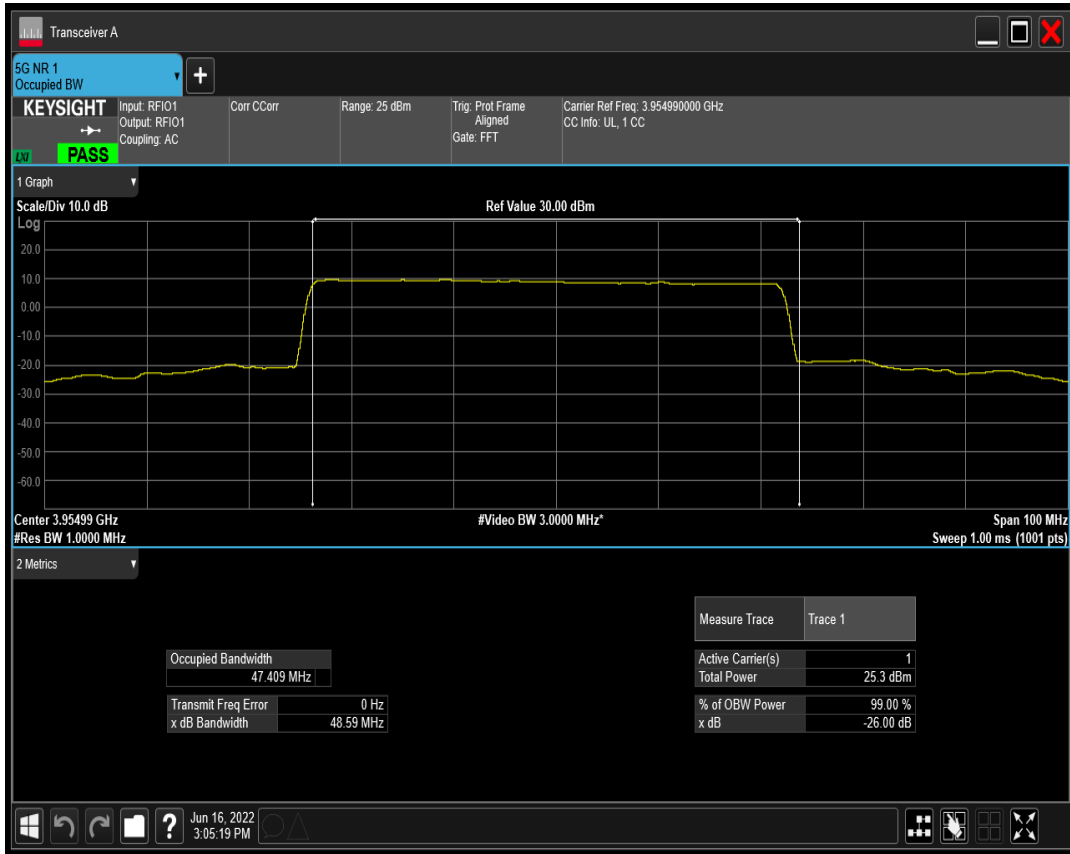 Transceiver A
5G NR 1
Occupied BW
+
KEYSIGHT
LXI
PASS
Input: RFIO1
Output: RFIO1
Coupling: AC
Corr CCorr
Range: 25 dBm
Trig: Prot Frame
Aligned
Gate: FFT
Carrier Ref Freq: 3.954990000 GHz
CC Info: UL, 1 CC
1 Graph
Scale/Div 10.0 dB
Ref Value 30.00 dBm
Log
20.0
10.0
0.00
-10.0
-20.0
-30.0
-40.0
-50.0
-60.0
Center 3.95499 GHz
#Video BW 3.0000 MHz*
Span 100 MHz
#Res BW 1.0000 MHz
Sweep 1.00 ms (1001 pts)
2 Metrics
Measure Trace Trace 1
Occupied Bandwidth
47.409 MHz
Active Carrier(s) 1
Total Power 25.3 dBm
Transmit Freq Error 0 Hz
x dB Bandwidth 48.59 MHz
% of OBW Power 99.00 %
x dB -26.00 dB
?
Jun 16, 2022
3:05:19 PM